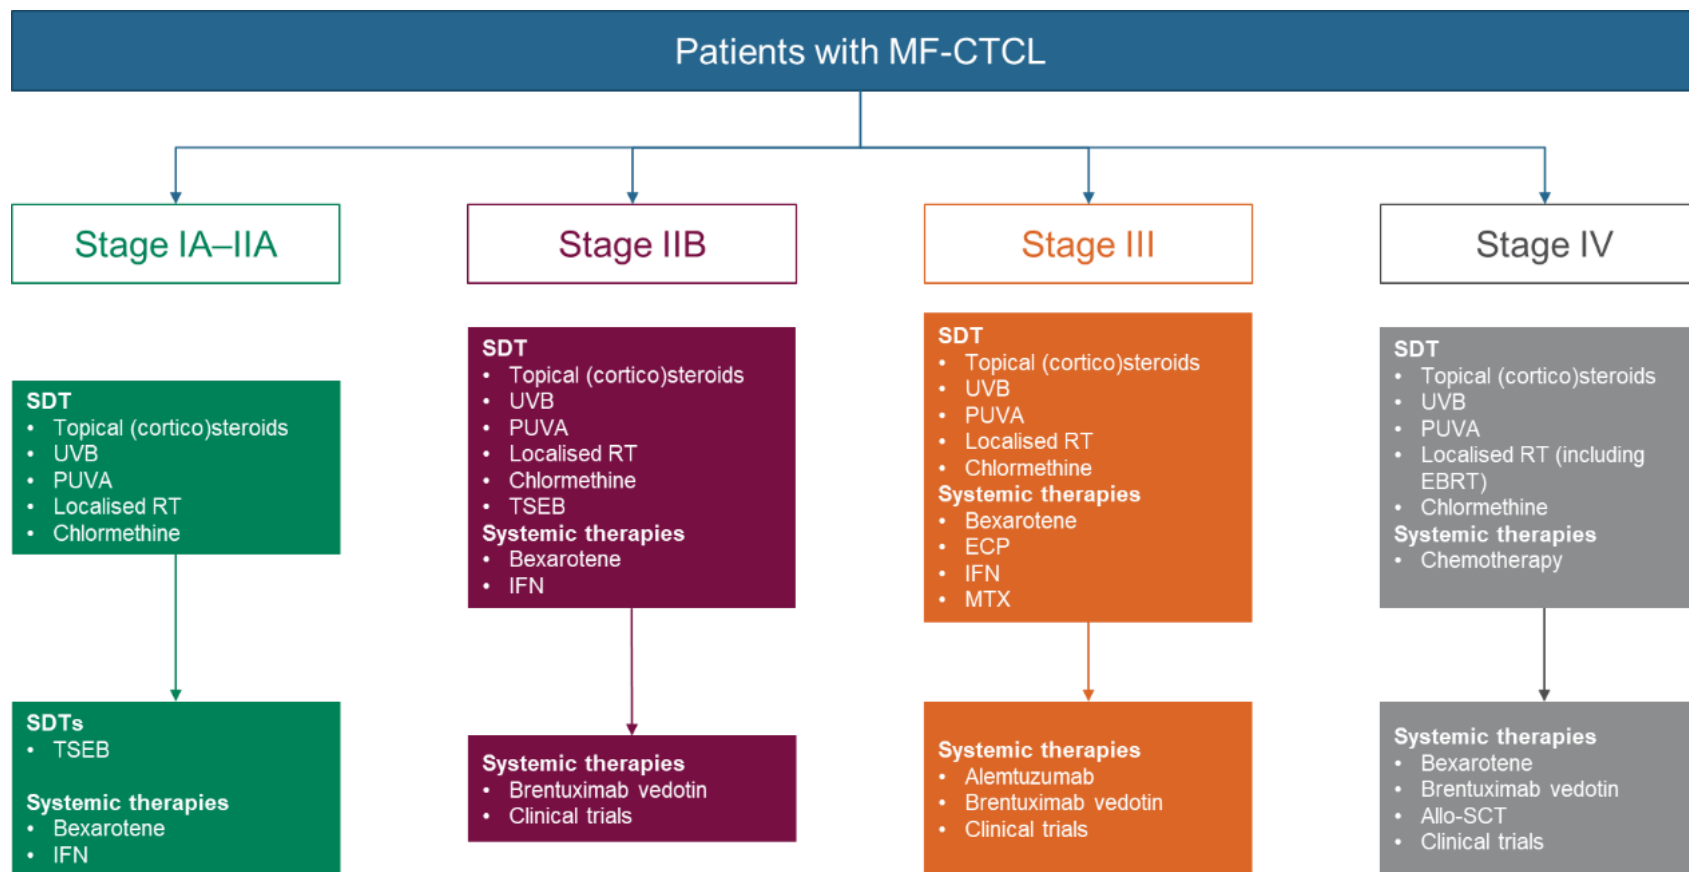 Patients with MF-CTCL
Stage IA–IIA
Stage IIB
Stage III
Stage IV
SDT
• Topical (cortico)steroids
• UVB
• PUVA
• Localised RT
• Chlormethine
SDTs
• TSEB
Systemic therapies
• Bexarotene
• IFN
SDT
• Topical (cortico)steroids
• UVB
• PUVA
• Localised RT
• Chlormethine
• TSEB
Systemic therapies
• Bexarotene
• IFN
Systemic therapies
• Brentuximab vedotin
• Clinical trials
SDT
• Topical (cortico)steroids
• UVB
• PUVA
• Localised RT
• Chlormethine
Systemic therapies
• Bexarotene
• ECP
• IFN
• MTX
Systemic therapies
• Alemtuzumab
• Brentuximab vedotin
• Clinical trials
SDT
• Topical (cortico)steroids
• UVB
• PUVA
• Localised RT (including
EBRT)
• Chlormethine
Systemic therapies
• Chemotherapy
Systemic therapies
• Bexarotene
• Brentuximab vedotin
• Allo-SCT
• Clinical trials